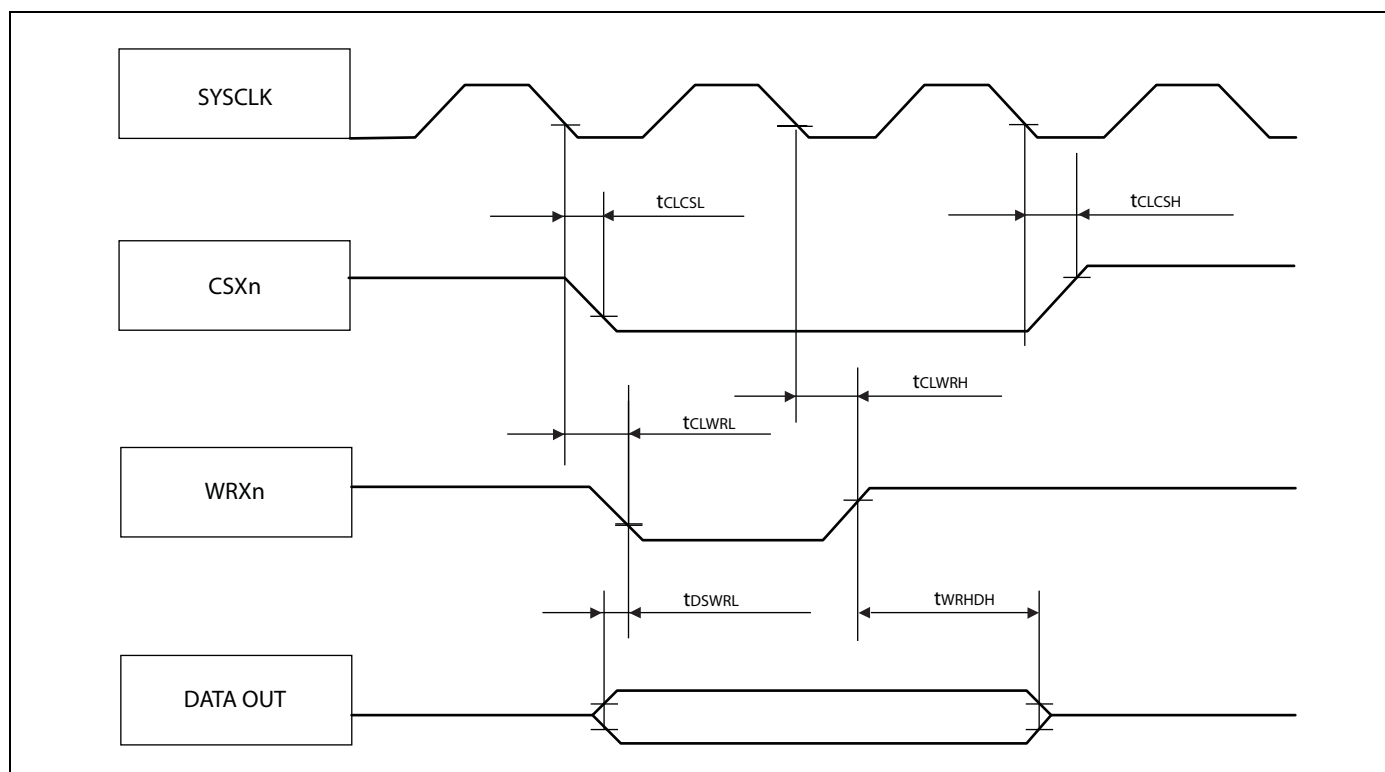 SYSCLK
tCLCSL
tCLCSH
CSXn
tCLWRH
tCLWRL
WRXn
tDSWRL
tWRHDH
DATA OUT